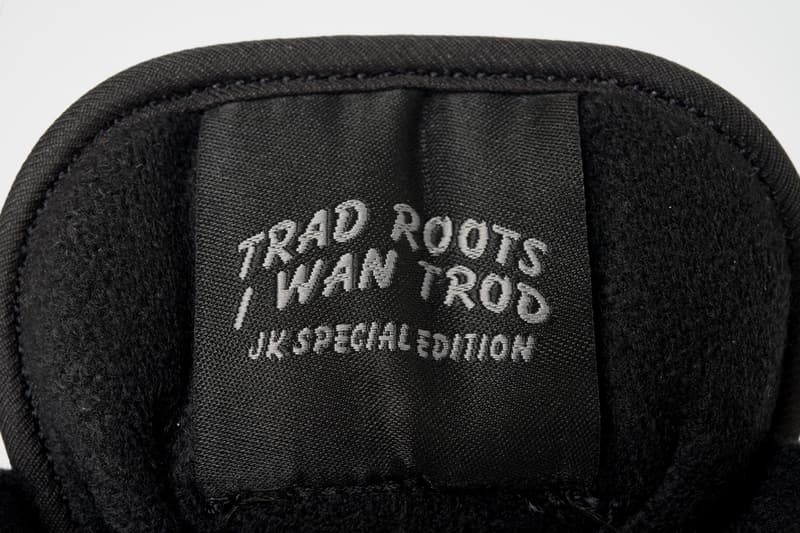 TRAD ROOTS
I WAN TROD
JK SPECIAL EDITION